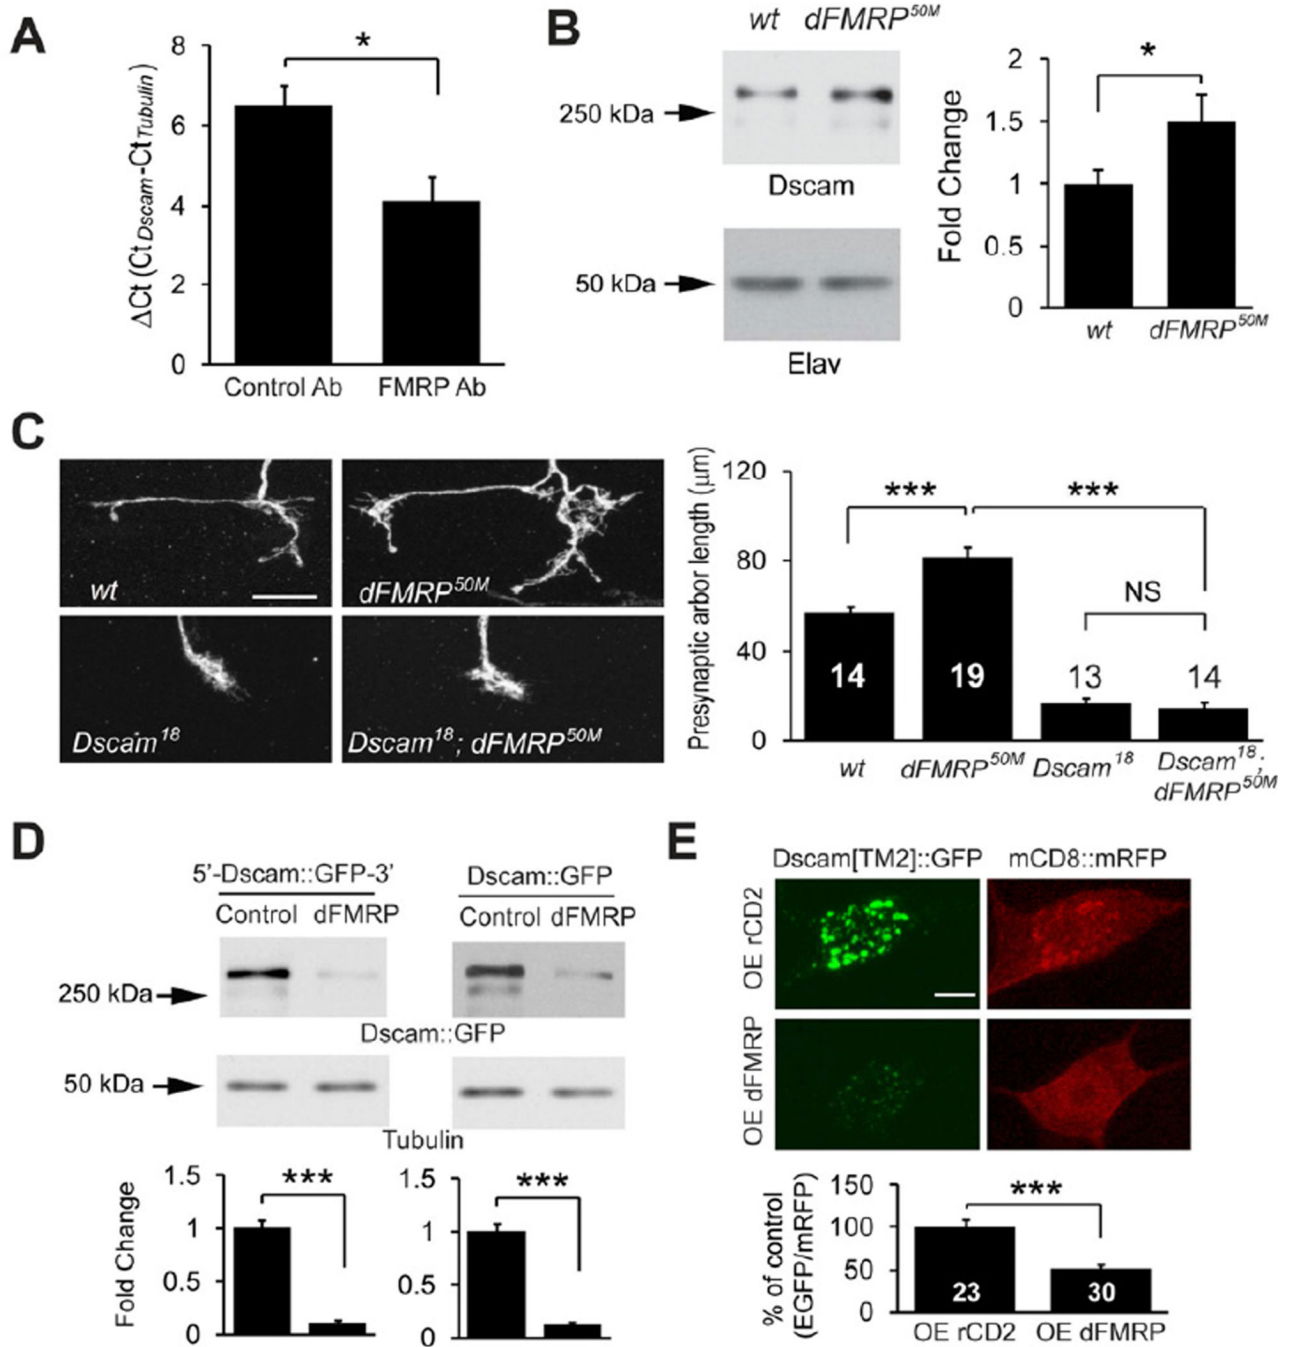 A
8
6
4
2
0
ΔCt (Ct Dscam-Ct Tubulin)
*
Control Ab
FMRP Ab
B
wt dFMRP50M
250 kDa
Dscam
50 kDa
Elav
Fold Change
2
1.5
1
0.5
0
*
wt
dFMRP50M
C
wt
dFMRP50M
Dscam18
Dscam18; dFMRP50M
Presynaptic arbor length (μm)
120
80
40
0
***
***
NS
14
19
13
14
wt
dFMRP50M
Dscam18
Dscam18;
dFMRP50M
D
5'-Dscam::GFP-3'
Dscam::GFP
Control dFMRP
Control dFMRP
250 kDa
Dscam::GFP
50 kDa
Tubulin
Fold Change
1.5
1
0.5
0
***
1.5
1
0.5
0
***
E
Dscam[TM2]::GFP
mCD8::mRFP
OE rCD2
OE dFMRP
% of control
(EGFP/mRFP)
150
100
50
0
***
23
30
OE rCD2
OE dFMRP